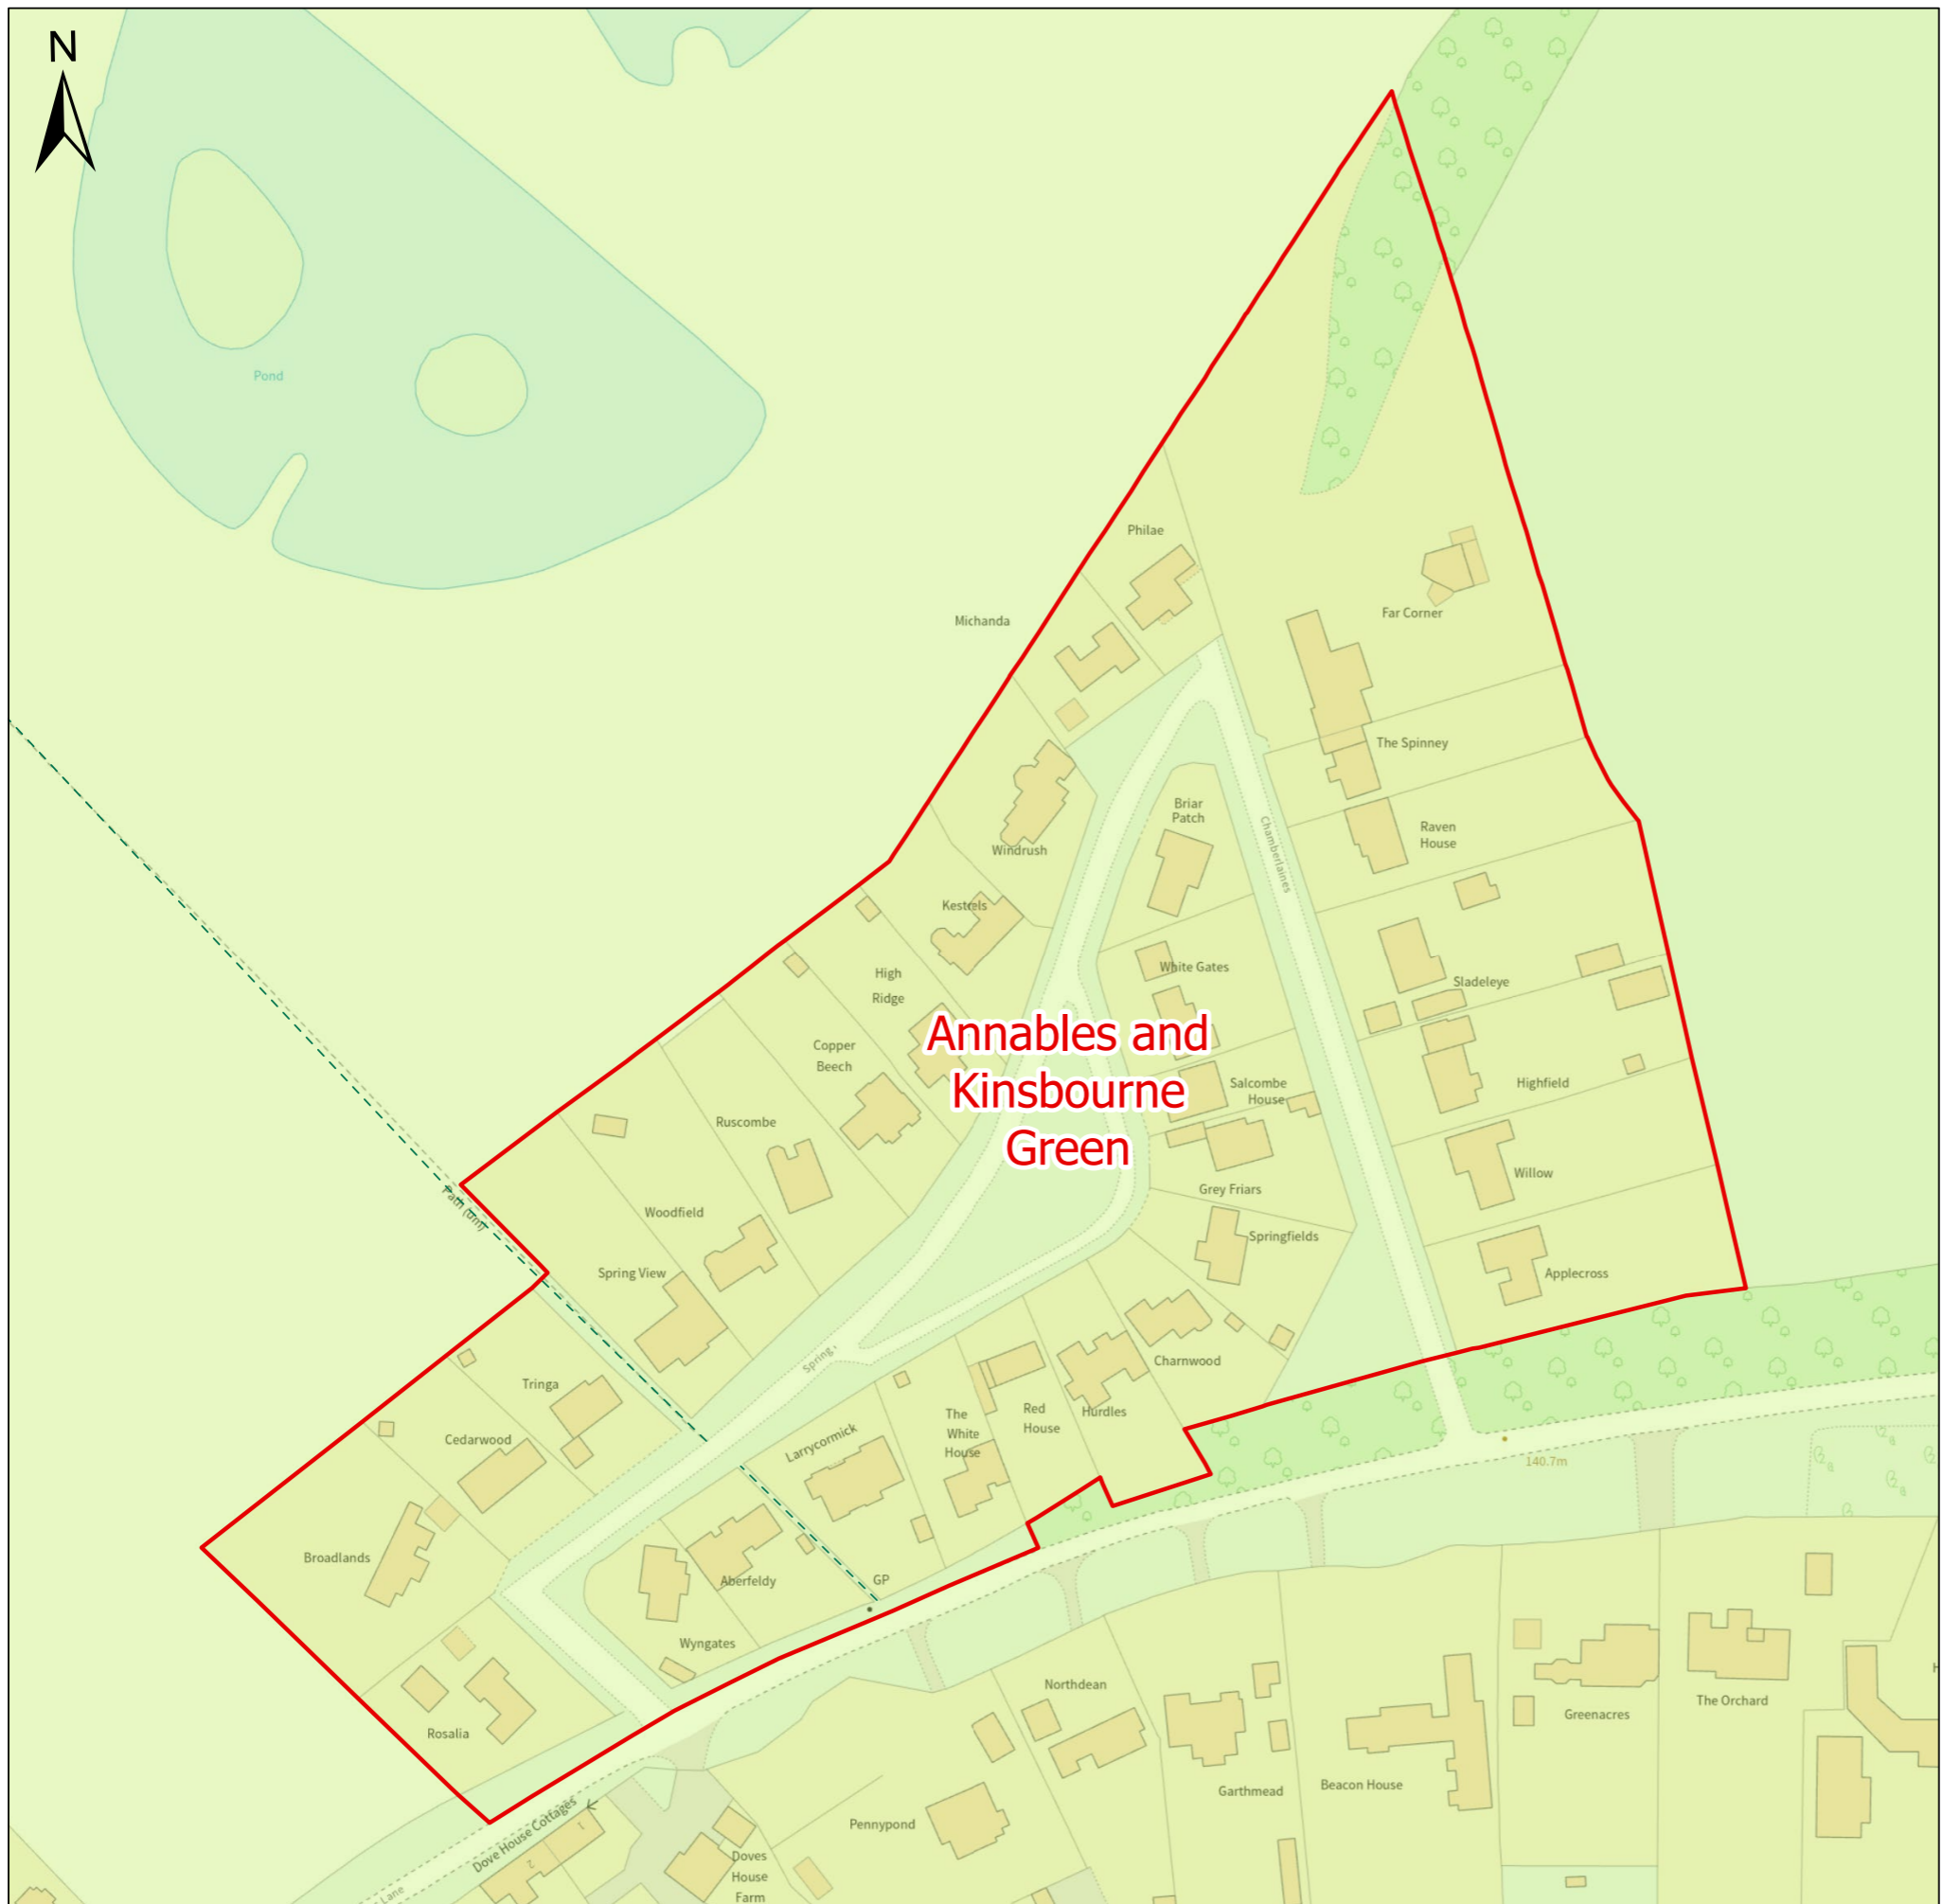 N
Pond
Philae
Michanda
Far Corner
The Spinney
Briar
Patch
Raven
House
Chamberlaines
Windrush
Kestrels
High
Ridge
White Gates
Sladeleye
Annables and
Kinsbourne
Green
Copper
Beech
Salcombe
House
Highfield
Ruscombe
Willow
Grey Friars
Path (um)
Woodfield
Springfields
Spring View
Applecross
Spring
Charnwood
Tringa
Hurdles
Red
House
The
White
House
Larrycormick
Cedarwood
140.7m
Broadlands
Aberfeldy
GP
Wyngates
Rosalia
Northdean
Greenacres
The Orchard
Garthmead
Beacon House
Pennypond
Dove House Cottages
1
2
Doves
House
Farm
Lane